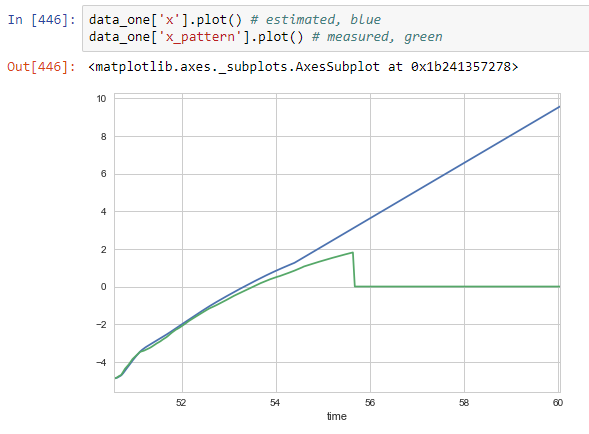 In [446]: data_one['x'].plot() # estimated, blue
data_one['x_pattern'].plot() # measured, green
Out[446]: <matplotlib.axes._subplots.AxesSubplot at 0x1b241357278>
10
8
6
4
2
0
−2
−4
52 54 56 58 60
time